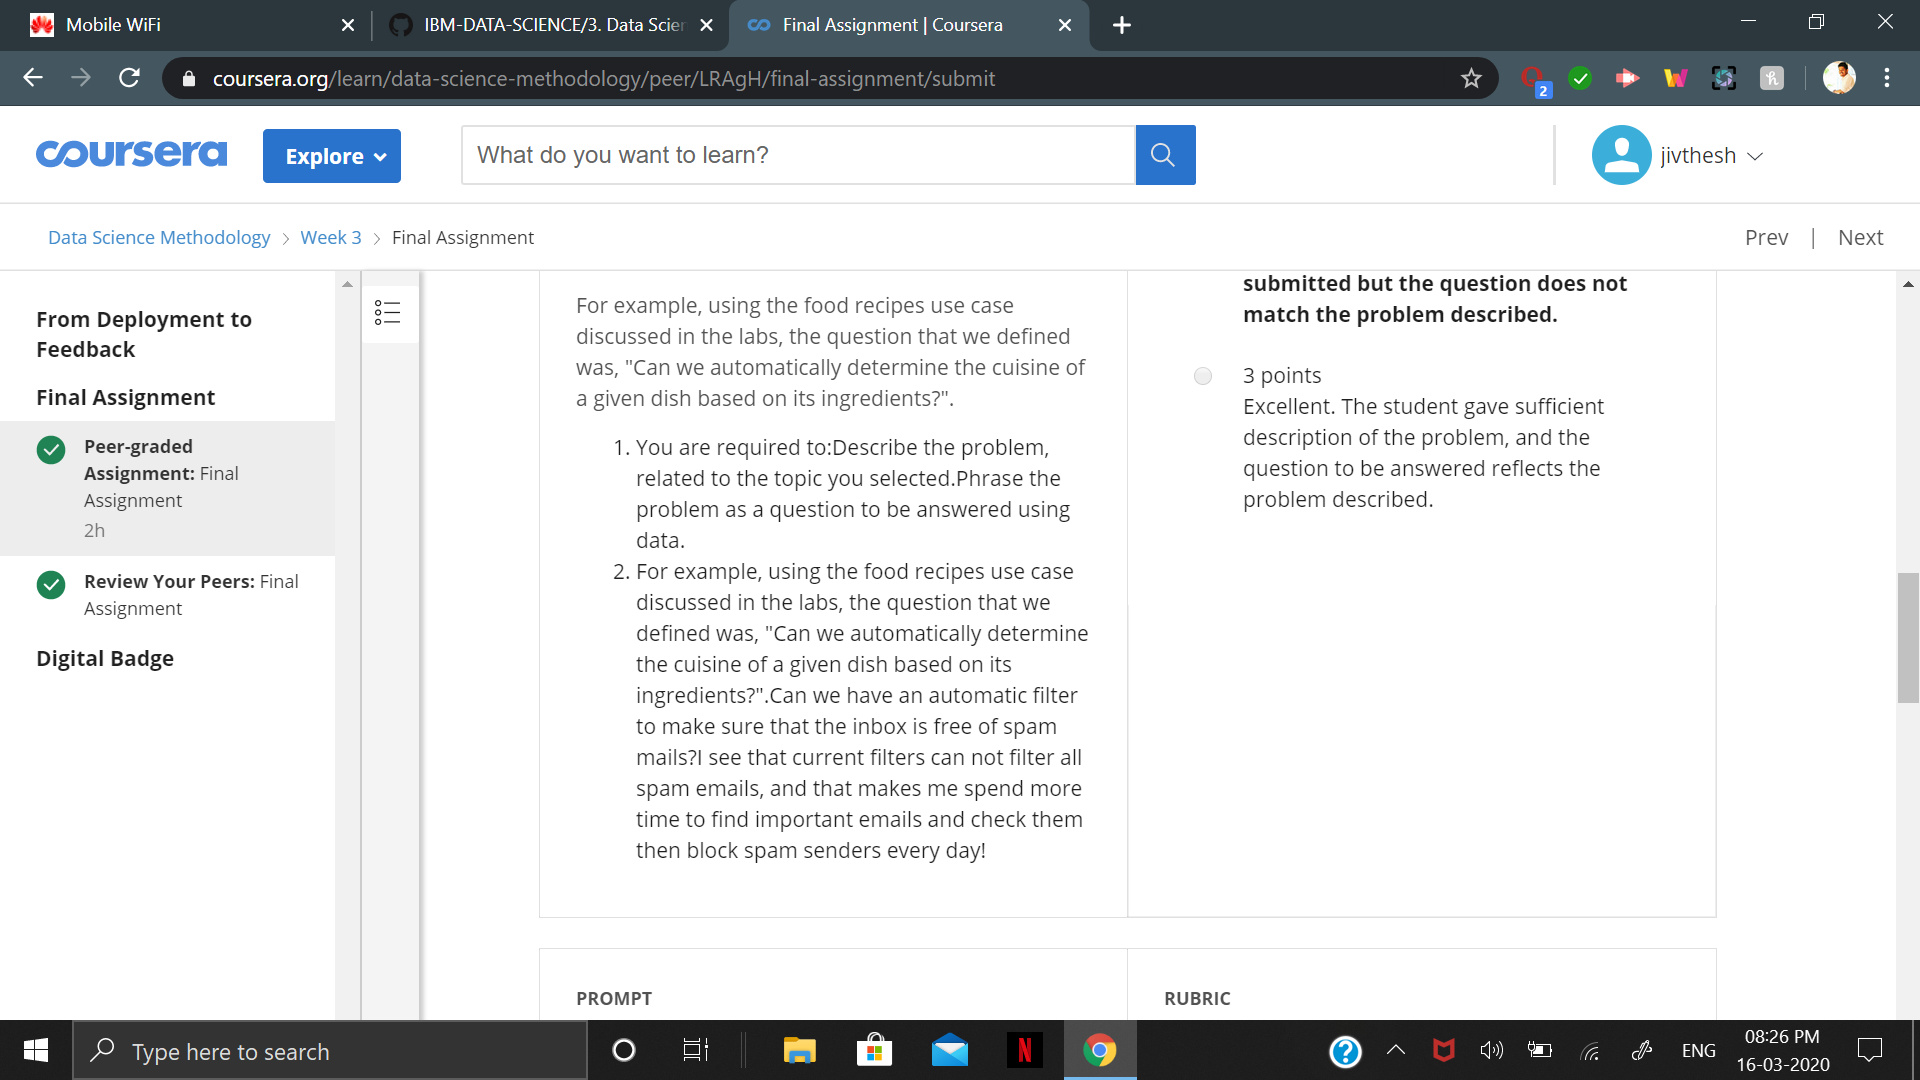 Mobile WiFi
IBM-DATA-SCIENCE/3. Data Scien
Final Assignment | Coursera
coursera.org/learn/data-science-methodology/peer/LRAgH/final-assignment/submit
2
coursera
Explore
What do you want to learn?
jivthesh
Data Science Methodology > Week 3 > Final Assignment
Prev | Next
From Deployment to
Feedback
Final Assignment
Peer-graded
Assignment: Final
Assignment
2h
Review Your Peers: Final
Assignment
Digital Badge
For example, using the food recipes use case
discussed in the labs, the question that we defined
was, "Can we automatically determine the cuisine of
a given dish based on its ingredients?".
1. You are required to:Describe the problem,
related to the topic you selected.Phrase the
problem as a question to be answered using
data.
2. For example, using the food recipes use case
discussed in the labs, the question that we
defined was, "Can we automatically determine
the cuisine of a given dish based on its
ingredients?".Can we have an automatic filter
to make sure that the inbox is free of spam
mails?I see that current filters can not filter all
spam emails, and that makes me spend more
time to find important emails and check them
then block spam senders every day!
submitted but the question does not
match the problem described.
3 points
Excellent. The student gave sufficient
description of the problem, and the
question to be answered reflects the
problem described.
PROMPT
RUBRIC
Type here to search
N
ENG
08:26 PM
16-03-2020